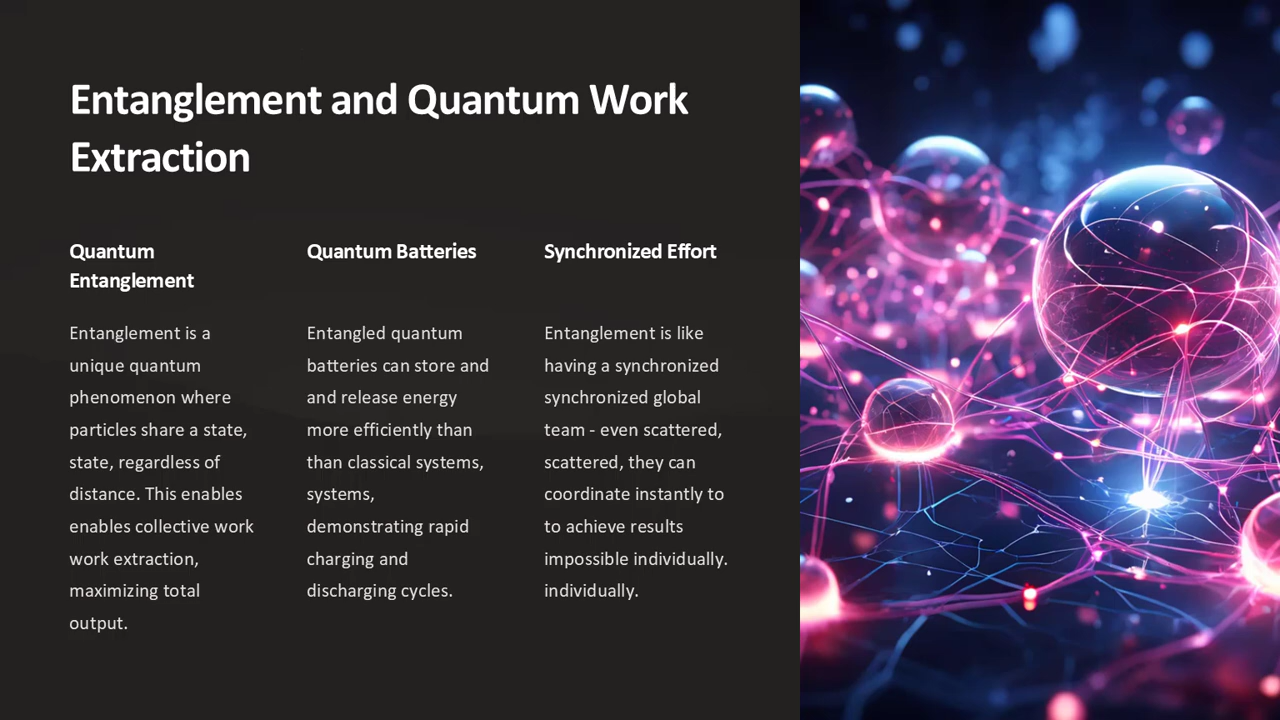 Entanglement and Quantum Work
Extraction
Quantum
Entanglement
Entanglement is a
unique quantum
phenomenon where
particles share a state,
state, regardless of
distance. This enables
enables collective work
work extraction,
maximizing total
output.
Quantum Batteries
Entangled quantum
batteries can store and
and release energy
more efficiently than
than classical systems,
systems,
demonstrating rapid
charging and
discharging cycles.
Synchronized Effort
Entanglement is like
having a synchronized
synchronized global
team - even scattered,
scattered, they can
coordinate instantly to
to achieve results
impossible individually.
individually.